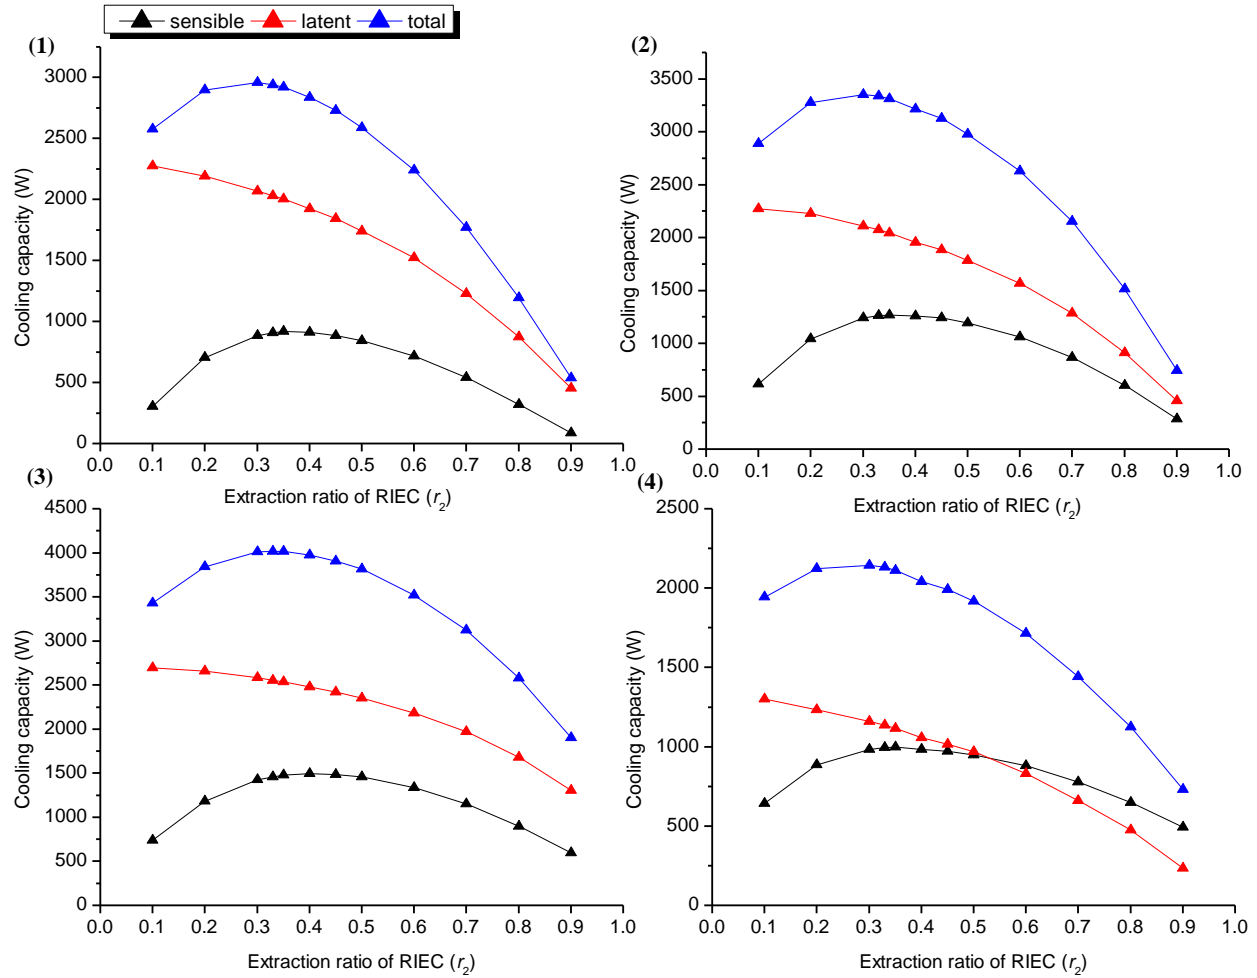 sensible latent total
(1)
Cooling capacity (W)
3000
2500
2000
1500
1000
500
0
0.0 0.1 0.2 0.3 0.4 0.5 0.6 0.7 0.8 0.9 1.0
Extraction ratio of RIEC (r2)
(2)
Cooling capacity (W)
3500
3000
2500
2000
1500
1000
500
0
0.0 0.1 0.2 0.3 0.4 0.5 0.6 0.7 0.8 0.9 1.0
Extraction ratio of RIEC (r2)
(3)
Cooling capacity (W)
4500
4000
3500
3000
2500
2000
1500
1000
500
0
0.0 0.1 0.2 0.3 0.4 0.5 0.6 0.7 0.8 0.9 1.0
Extraction ratio of RIEC (r2)
(4)
Cooling capacity (W)
2500
2000
1500
1000
500
0
0.0 0.1 0.2 0.3 0.4 0.5 0.6 0.7 0.8 0.9 1.0
Extraction ratio of RIEC (r2)